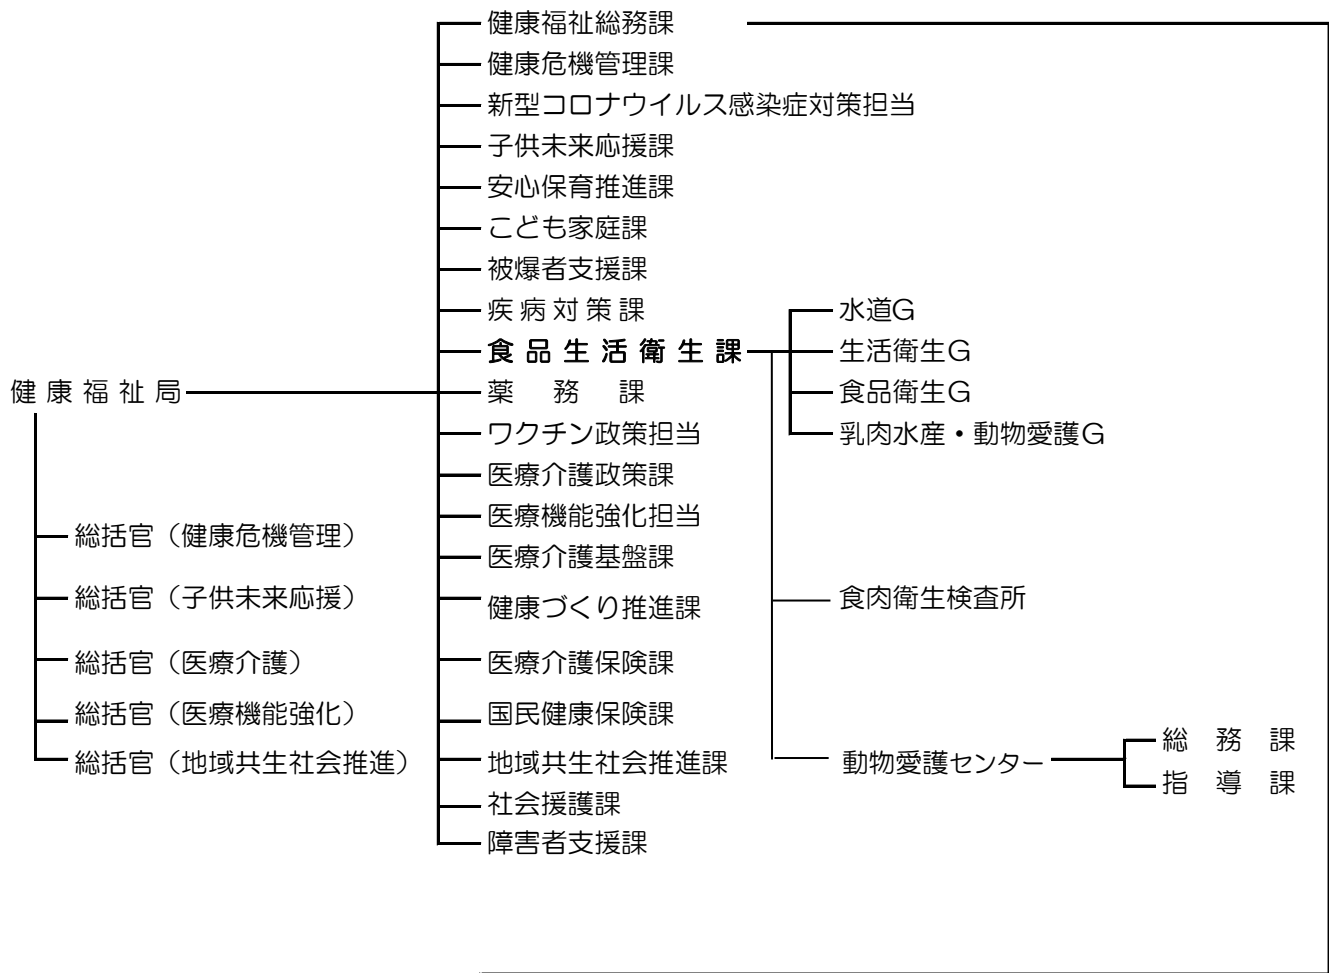 健康福祉局
総括官（健康危機管理）
総括官（子供未来応援）
総括官（医療介護）
総括官（医療機能強化）
総括官（地域共生社会推進）
健康福祉総務課
健康危機管理課
新型コロナウイルス感染症対策担当
子供未来応援課
安心保育推進課
こども家庭課
被爆者支援課
疾病対策課
食品生活衛生課
薬務課
ワクチン政策担当
医療介護政策課
医療機能強化担当
医療介護基盤課
健康づくり推進課
医療介護保険課
国民健康保険課
地域共生社会推進課
社会援護課
障害者支援課
水道G
生活衛生G
食品衛生G
乳肉水産・動物愛護G
食肉衛生検査所
動物愛護センター
総務課
指導課